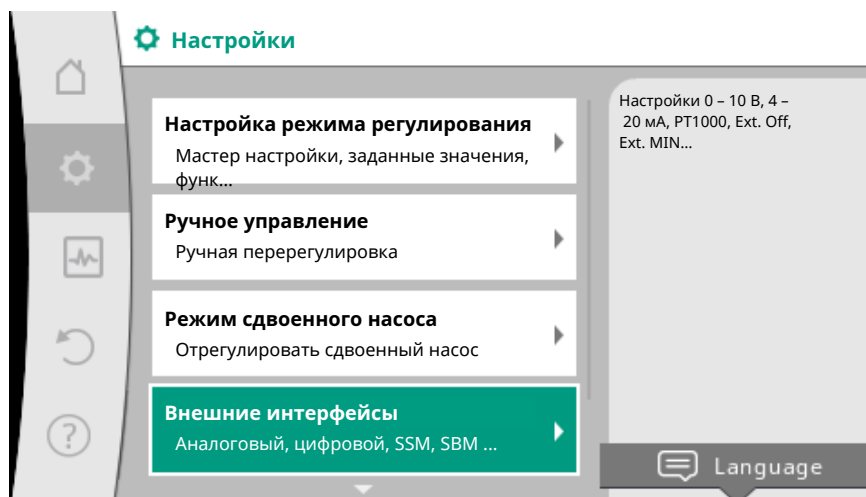 Настройки
Настройка режима регулирования
Мастер настройки, заданные значения,
функ...
Ручное управление
Ручная перерегулировка
Режим сдвоенного насоса
Отрегулировать сдвоенный насос
Внешние интерфейсы
Аналоговый, цифровой, SSM, SBM ...
Настройки 0 – 10 В, 4 –
20 мА, PT1000, Ext. Off,
Ext. MIN...
Language